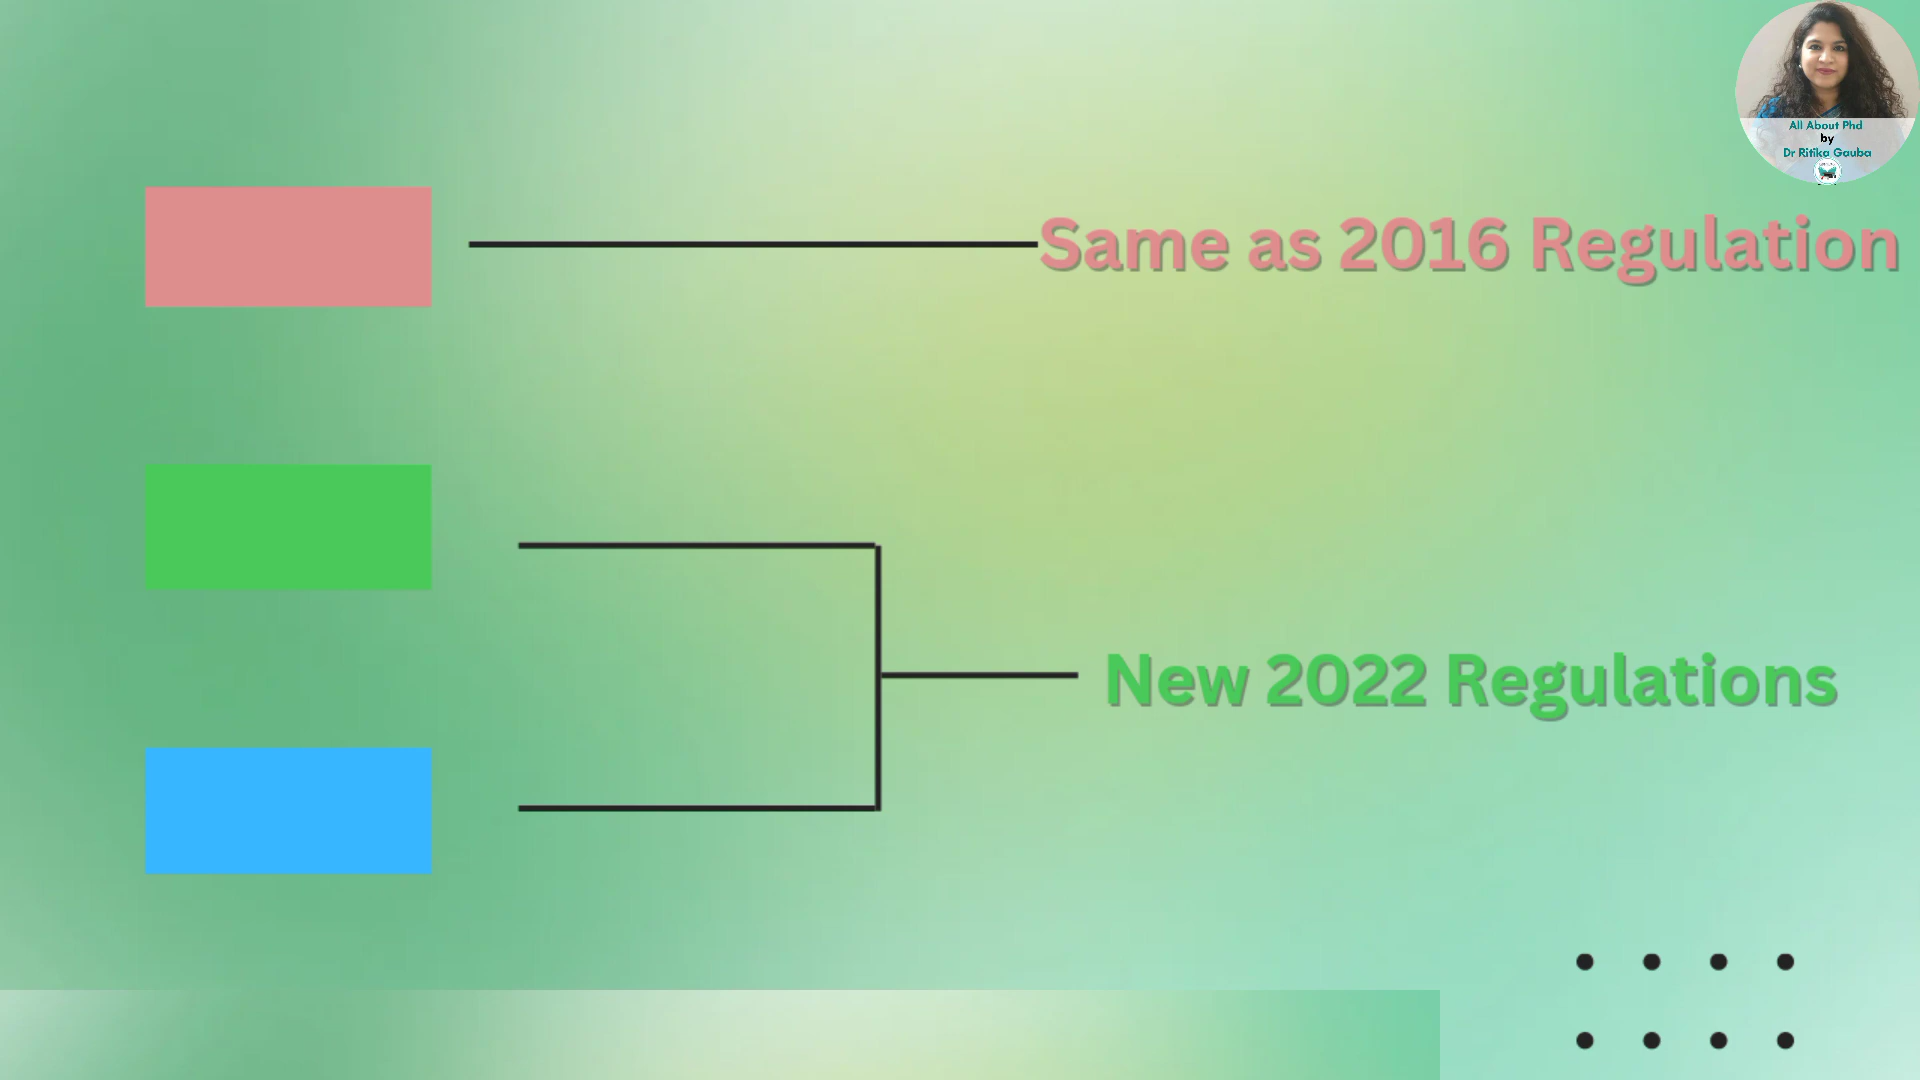 All About Phd
by
Dr Ritika Gauba
Same as 2016 Regulation
New 2022 Regulations